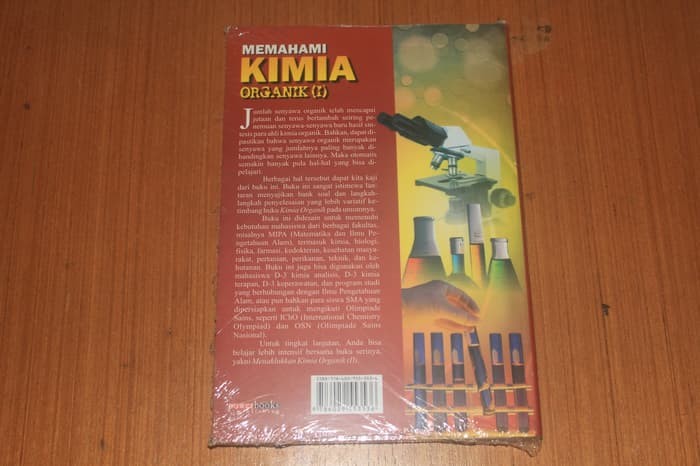 MEMAHAMI
KIMIA
ORGANIK (I)
Jumlah senyawa organik telah mencapai
jutaan dan terus bertambah seiring pe-
nemuan senyawa-senyawa baru hasil sin-
tesis para ahli kimia organik. Bahkan, dapat di-
pastikan bahwa senyawa organik merupakan
senyawa yang jumlahnya paling banyak di-
bandingkan senyawa lainnya. Maka otomatis
semakin banyak pula hal-hal yang bisa di-
pelajari.
Berbagai hal tersebut dapat kita kaji
dari buku ini. Buku ini sangat istimewa lan-
taran menyajikan bank soal dan langkah-
langkah penyelesaian yang lebih variatif ke-
timbang buku Kimia Organik pada umumnya.
Buku ini didesain untuk memenuhi
kebutuhan mahasiswa dari berbagai fakultas,
misalnya MIPA (Matematika dan Ilmu Pe-
ngetahuan Alam), termasuk kimia, biologi,
fisika, farmasi, kedokteran, kesehatan masya-
rakat, pertanian, perikanan, teknik, dan ke-
hutanan. Buku ini juga bisa digunakan oleh
mahasiswa D-3 kimia analisis, D-3 kimia
terapan, D-3 keperawatan, dan program studi
yang berhubungan dengan Ilmu Pengetahuan
Alam, atau pun bahkan para siswa SMA yang
dipersiapkan untuk mengikuti Olimpiade
Sains, seperti IChO (International Chemistry
Olympiad) dan OSN (Olimpiade Sains
Nasional).
Untuk tingkat lanjutan, Anda bisa
belajar lebih intensif bersama buku serinya,
yakni Menaklukkan Kimia Organik (II).
books